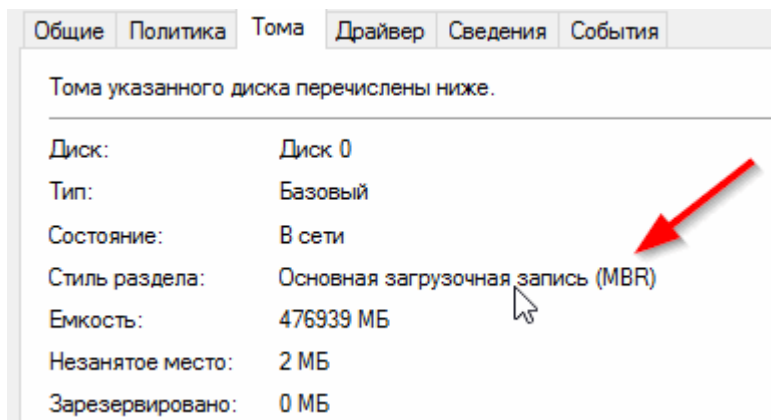 Общие Политика Тома Драйвер Сведения События
Тома указанного диска перечислены ниже.
Диск: Диск 0
Тип: Базовый
Состояние: В сети
Стиль раздела: Основная загрузочная запись (MBR)
Емкость: 476939 МБ
Незанятое место: 2 МБ
Зарезервировано: 0 МБ